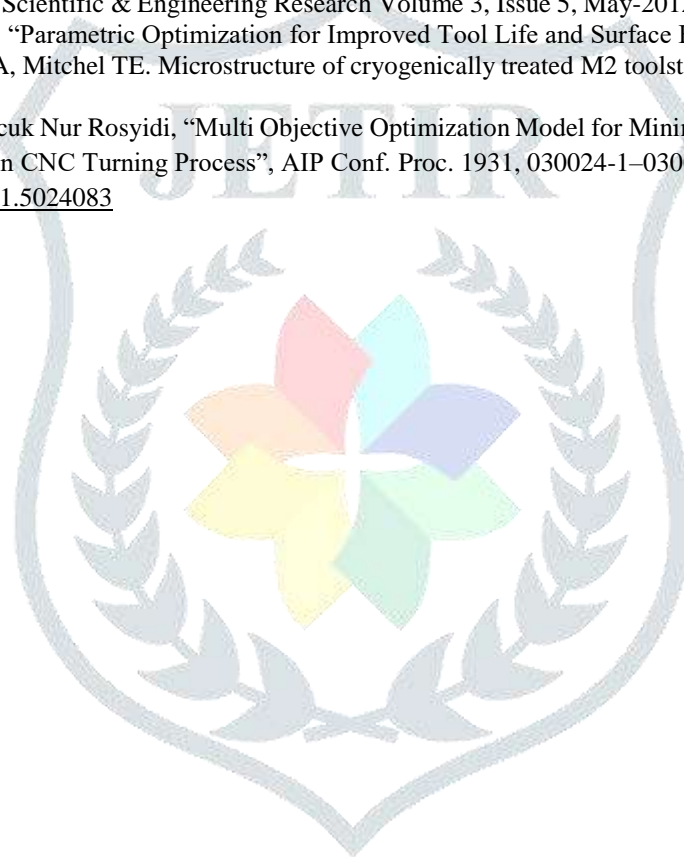 Scientific & Engineering Research Volume 3, Issue 5, May-201
“Parametric Optimization for Improved Tool Life and Surface
A, Mitchel TE. Microstructure of cryogenically treated M2 toolst
JETIR
cuk Nur Rosyidi, “Multi Objective Optimization Model for Mini
n CNC Turning Process”, AIP Conf. Proc. 1931, 030024-1–030
1.5024083